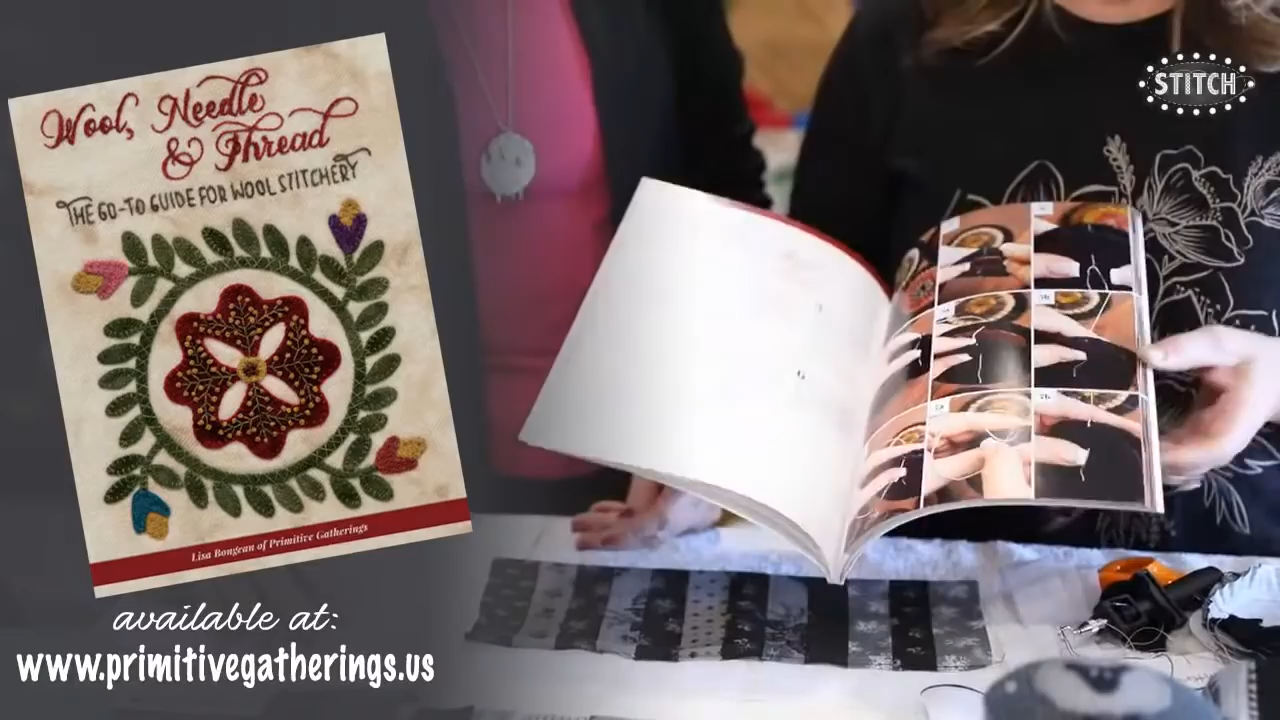 Wool, Needle
& Thread
THE GO-TO GUIDE FOR WOOL STITCHERY
Lisa Bongean of Primitive Gatherings
available at:
www.primitivegatherings.us
STITCH